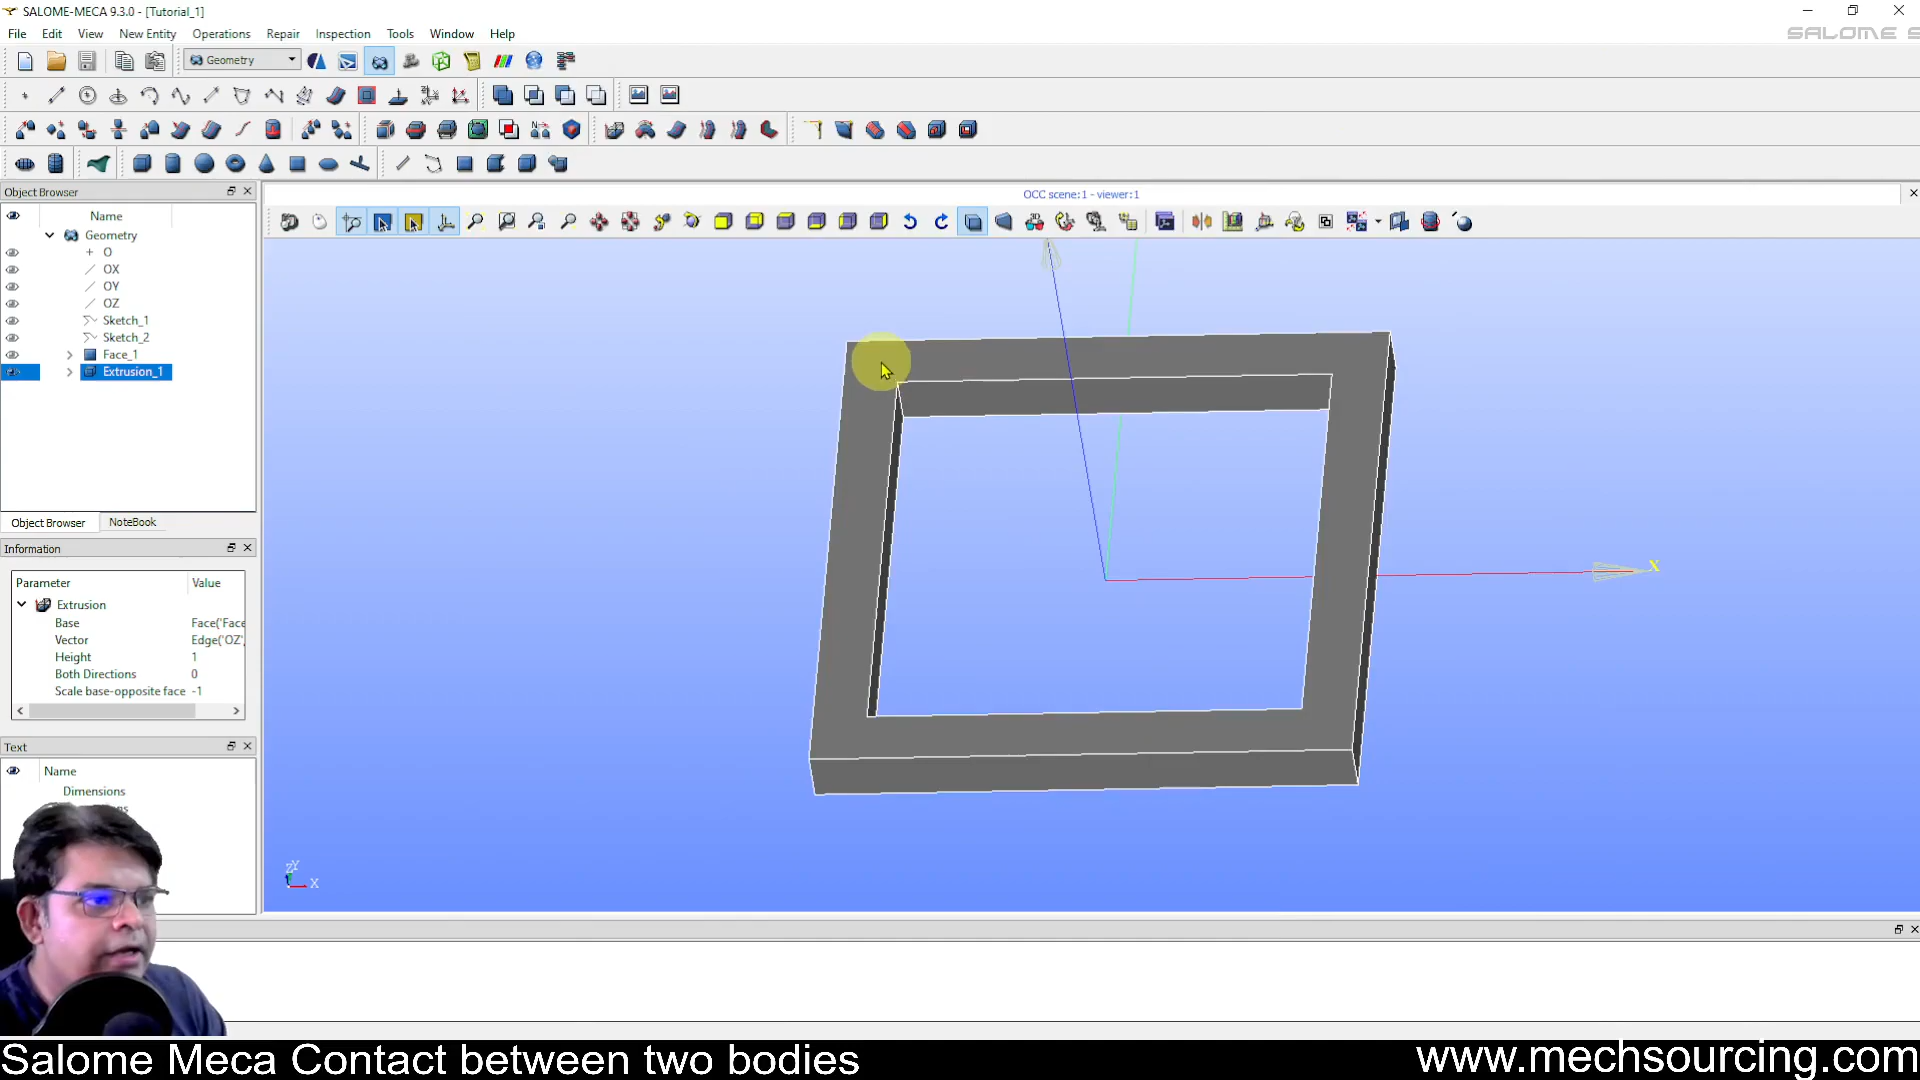 SALOME-MECA 9.3.0 - [Tutorial_1]
File Edit View New Entity Operations Repair Inspection Tools Window Help
SALOME S
Geometry
Object Browser
OCC scene:1 - viewer:1
Name
Geometry
O
OX
OY
OZ
Sketch_1
Sketch_2
Face_1
Extrusion_1
X
Object Browser NoteBook
Information
Parameter Value
Extrusion
Base Face('Face
Vector Edge('OZ',
Height 1
Both Directions 0
Scale base-opposite face -1
Text
Name
Dimensions
Z Y
X
Salome Meca Contact between two bodies
www.mechsourcing.com